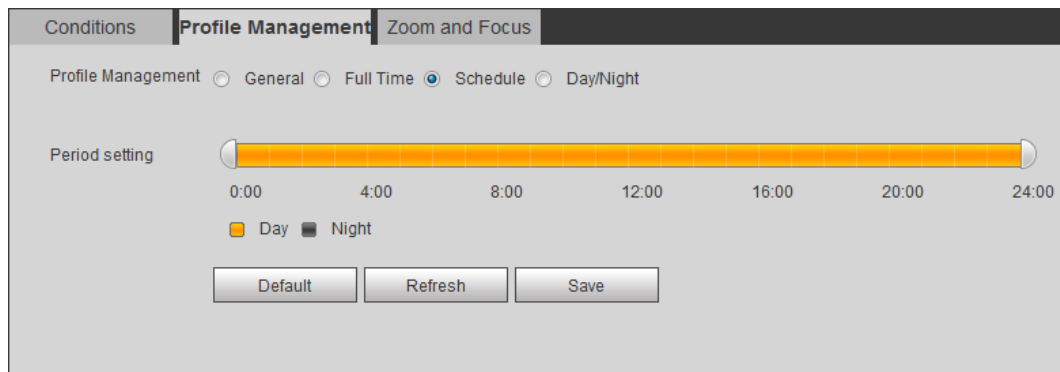 Conditions Profile Management Zoom and Focus
Profile Management General Full Time Schedule Day/Night
Period setting
0:00 4:00 8:00 12:00 16:00 20:00 24:00
Day Night
Default Refresh Save